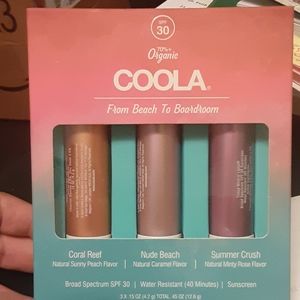 SPF
30
70%+
Organic
COOLA®
From Beach To Boardroom
Coral Reef Nude Beach Summer Crush
Natural Sunny Peach Flavor Natural Caramel Flavor Natural Minty Rose Flavor
Broad Spectrum SPF 30 | Water Resistant (40 Minutes) | Sunscreen
3 X .15 OZ (4.2 g) TOTAL .45 OZ (12.6 g)